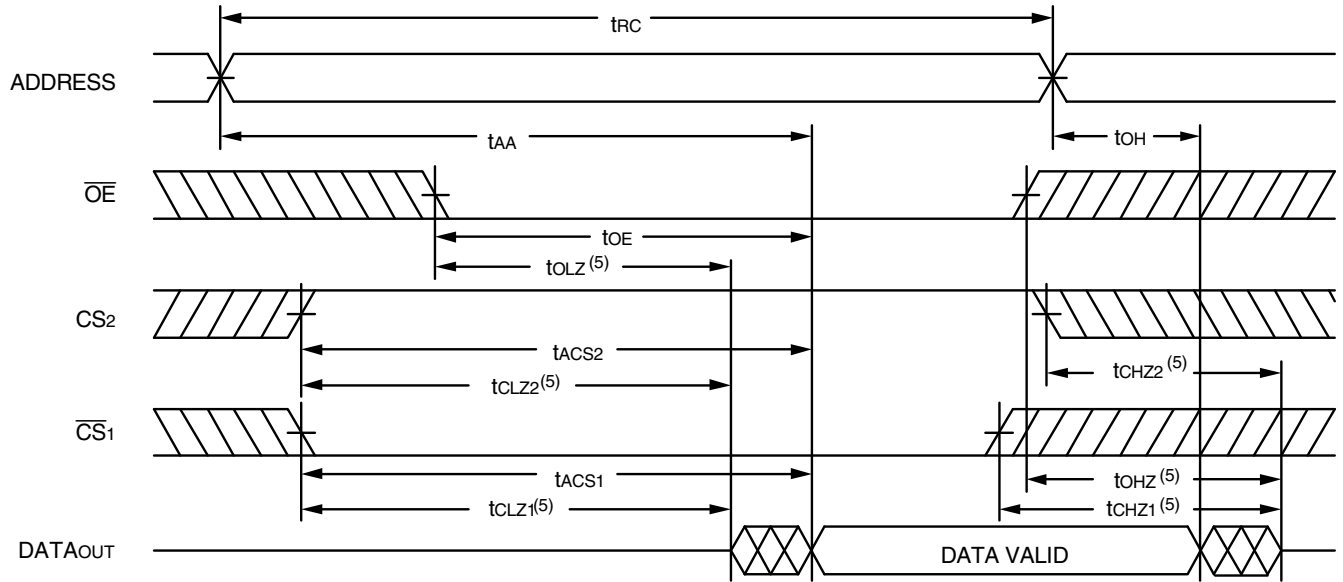 tRC
ADDRESS
tAA
tOH
OE
tOE
tOLZ (5)
CS2
tACS2
tCLZ2(5)
tCHZ2(5)
CS1
tACS1
tOHZ (5)
tCLZ1(5)
tCHZ1(5)
DATAOUT
DATA VALID